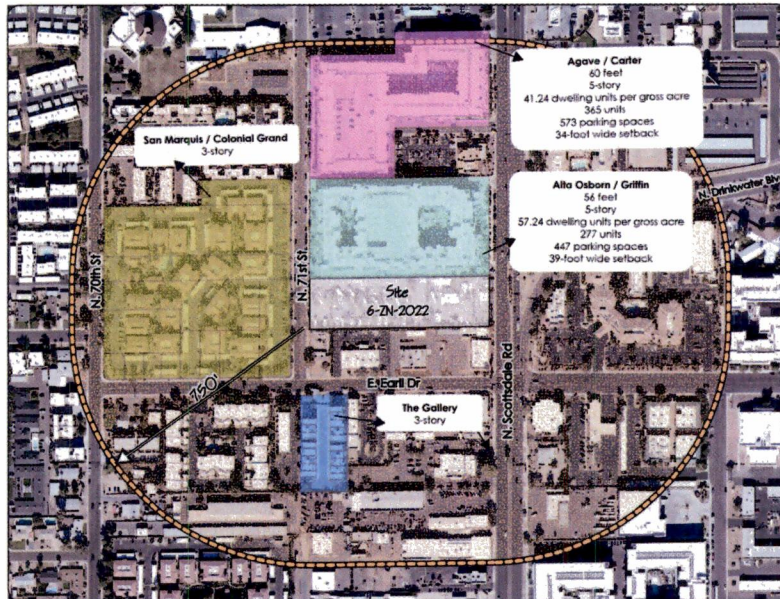 Agave / Carter
60 feet
5-story
41.24 dwelling units per gross acre
365 units
573 parking spaces
34-foot wide setback
San Marquis / Colonial Grand
3-story
N. Drinkwater Blv
Alta Osborn / Griffin
56 feet
5-story
57.24 dwelling units per gross acre
277 units
447 parking spaces
39-foot wide setback
N. 70th St
N. 71st St
Site
6-ZN-2022
750'
E. Earll Dr
N. Scottsdale Rd
The Gallery
3-story